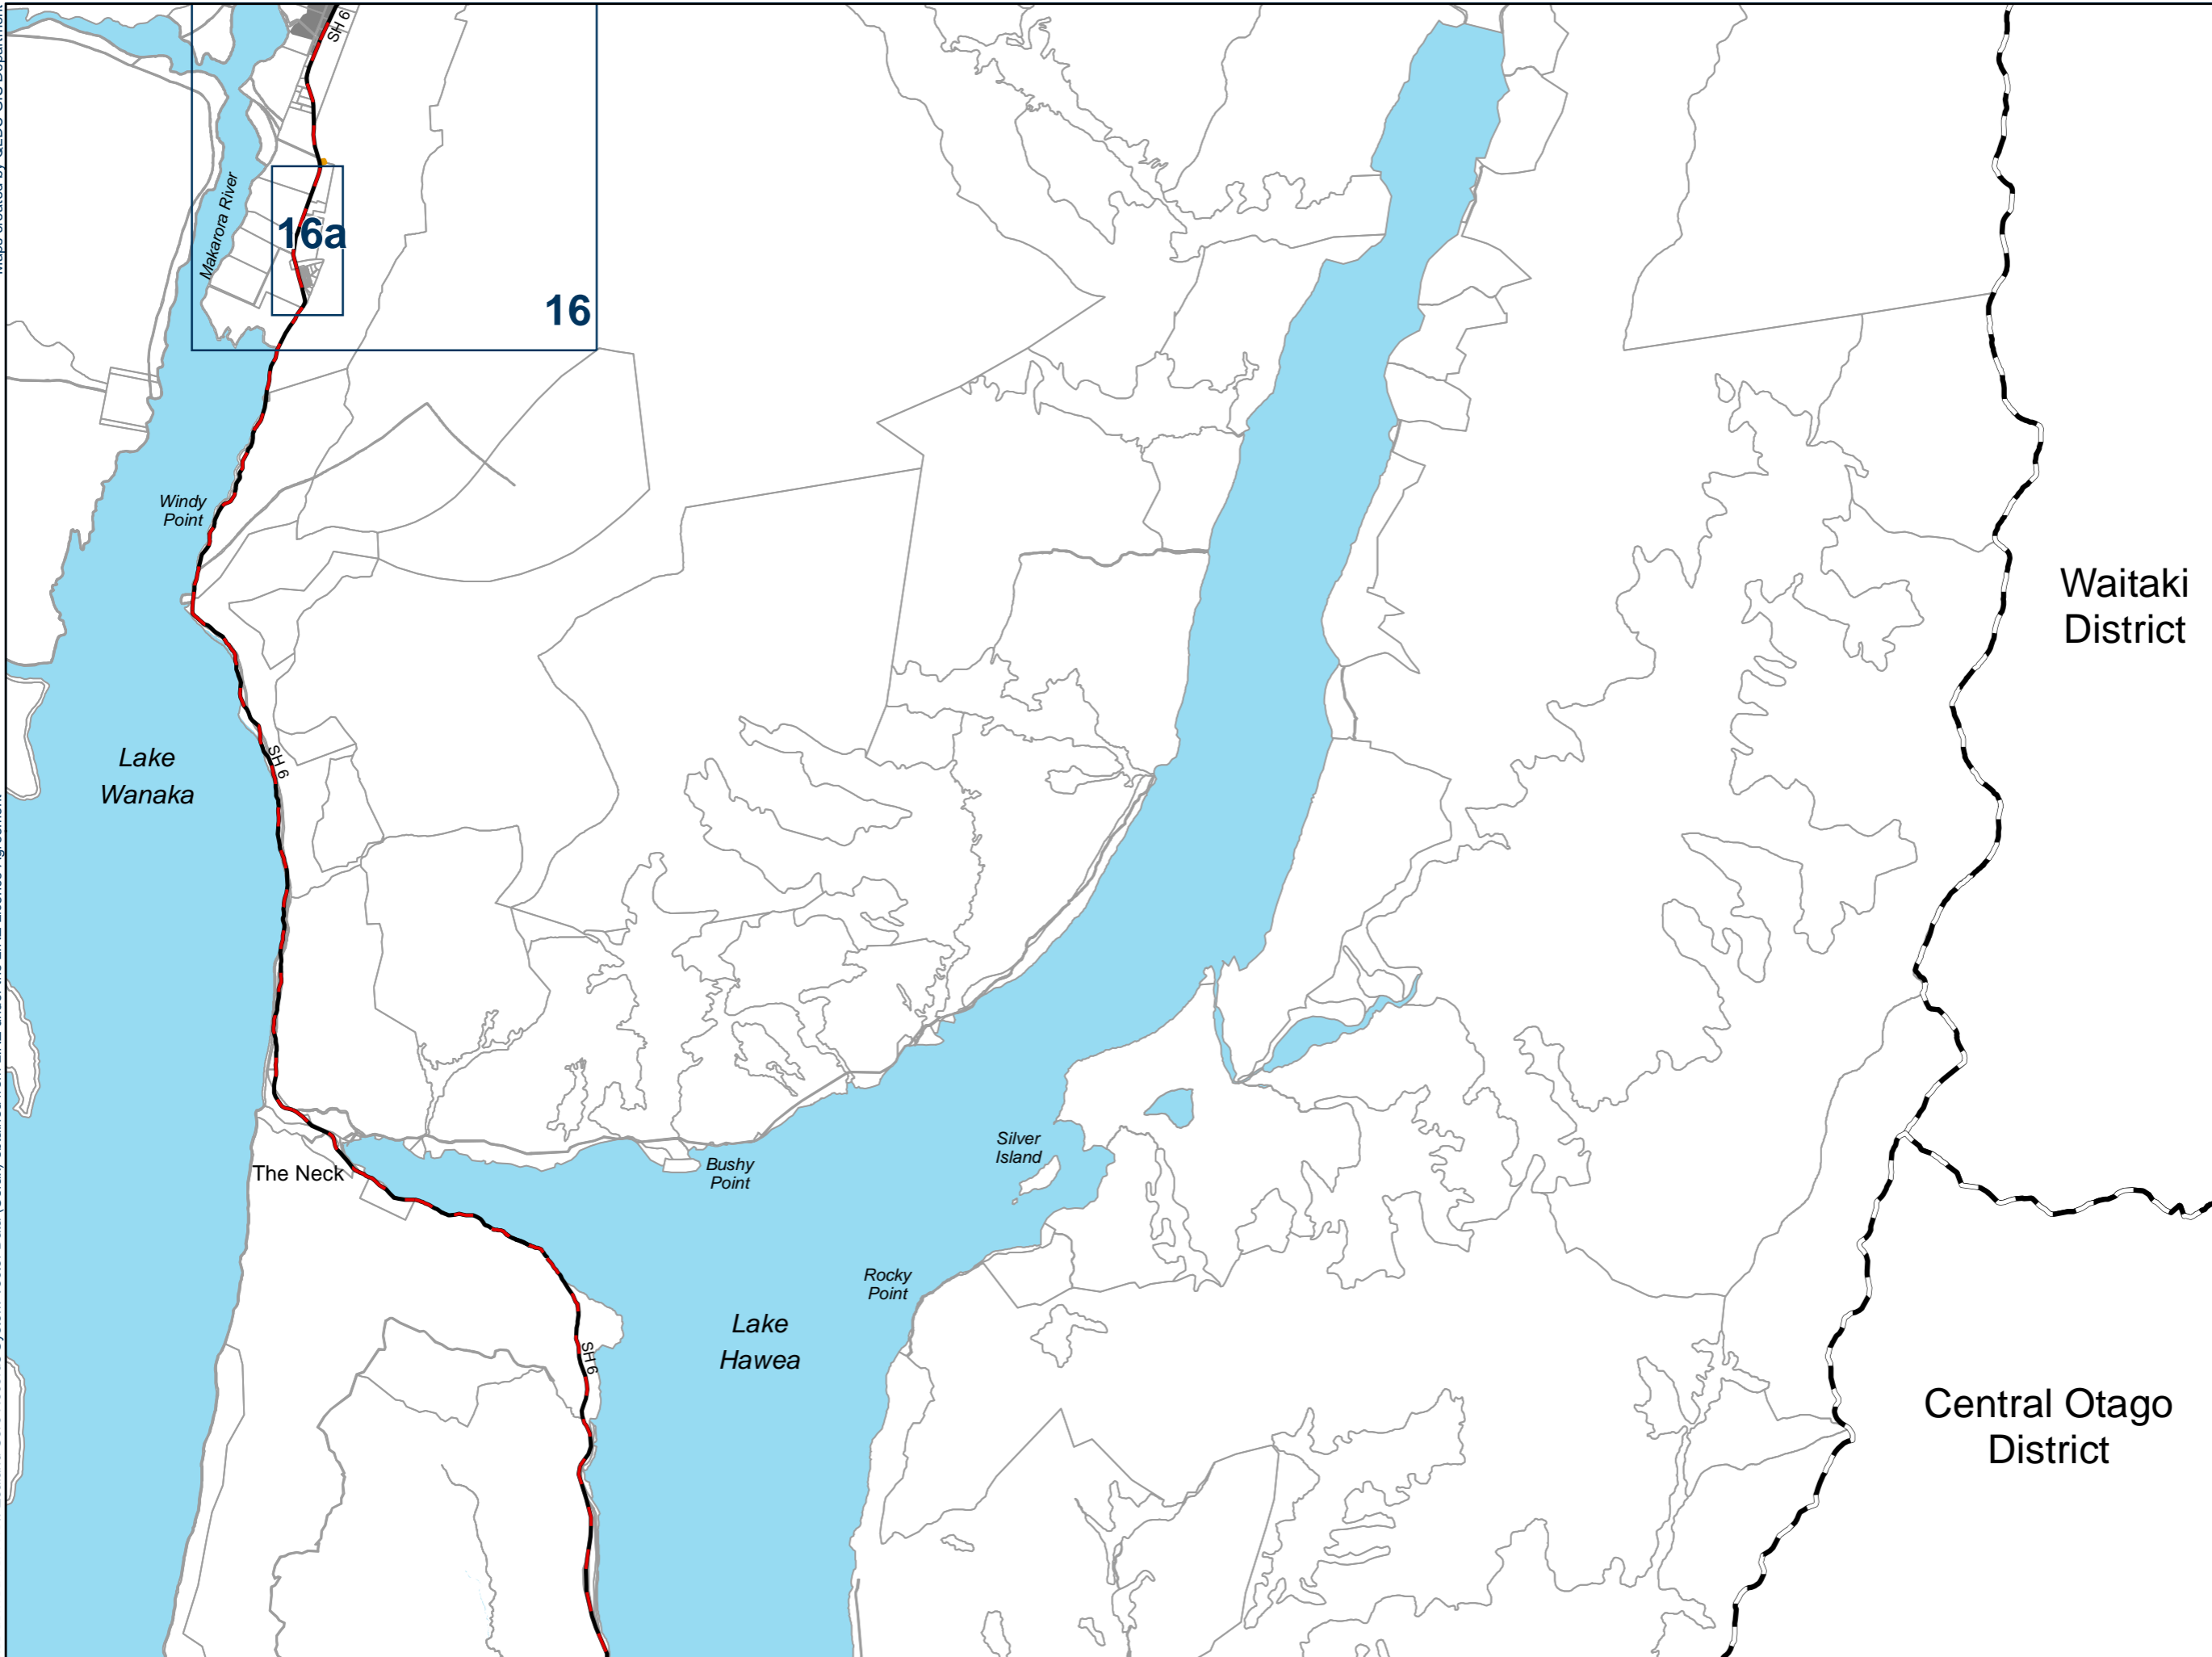 SH 6
Makarora River
16a
16
Windy
Point
Waitaki
District
Lake
Wanaka
SH 6
Silver
Island
The Neck
Bushy
Point
Rocky
Point
Lake
Hawea
SH 6
Central Otago
District